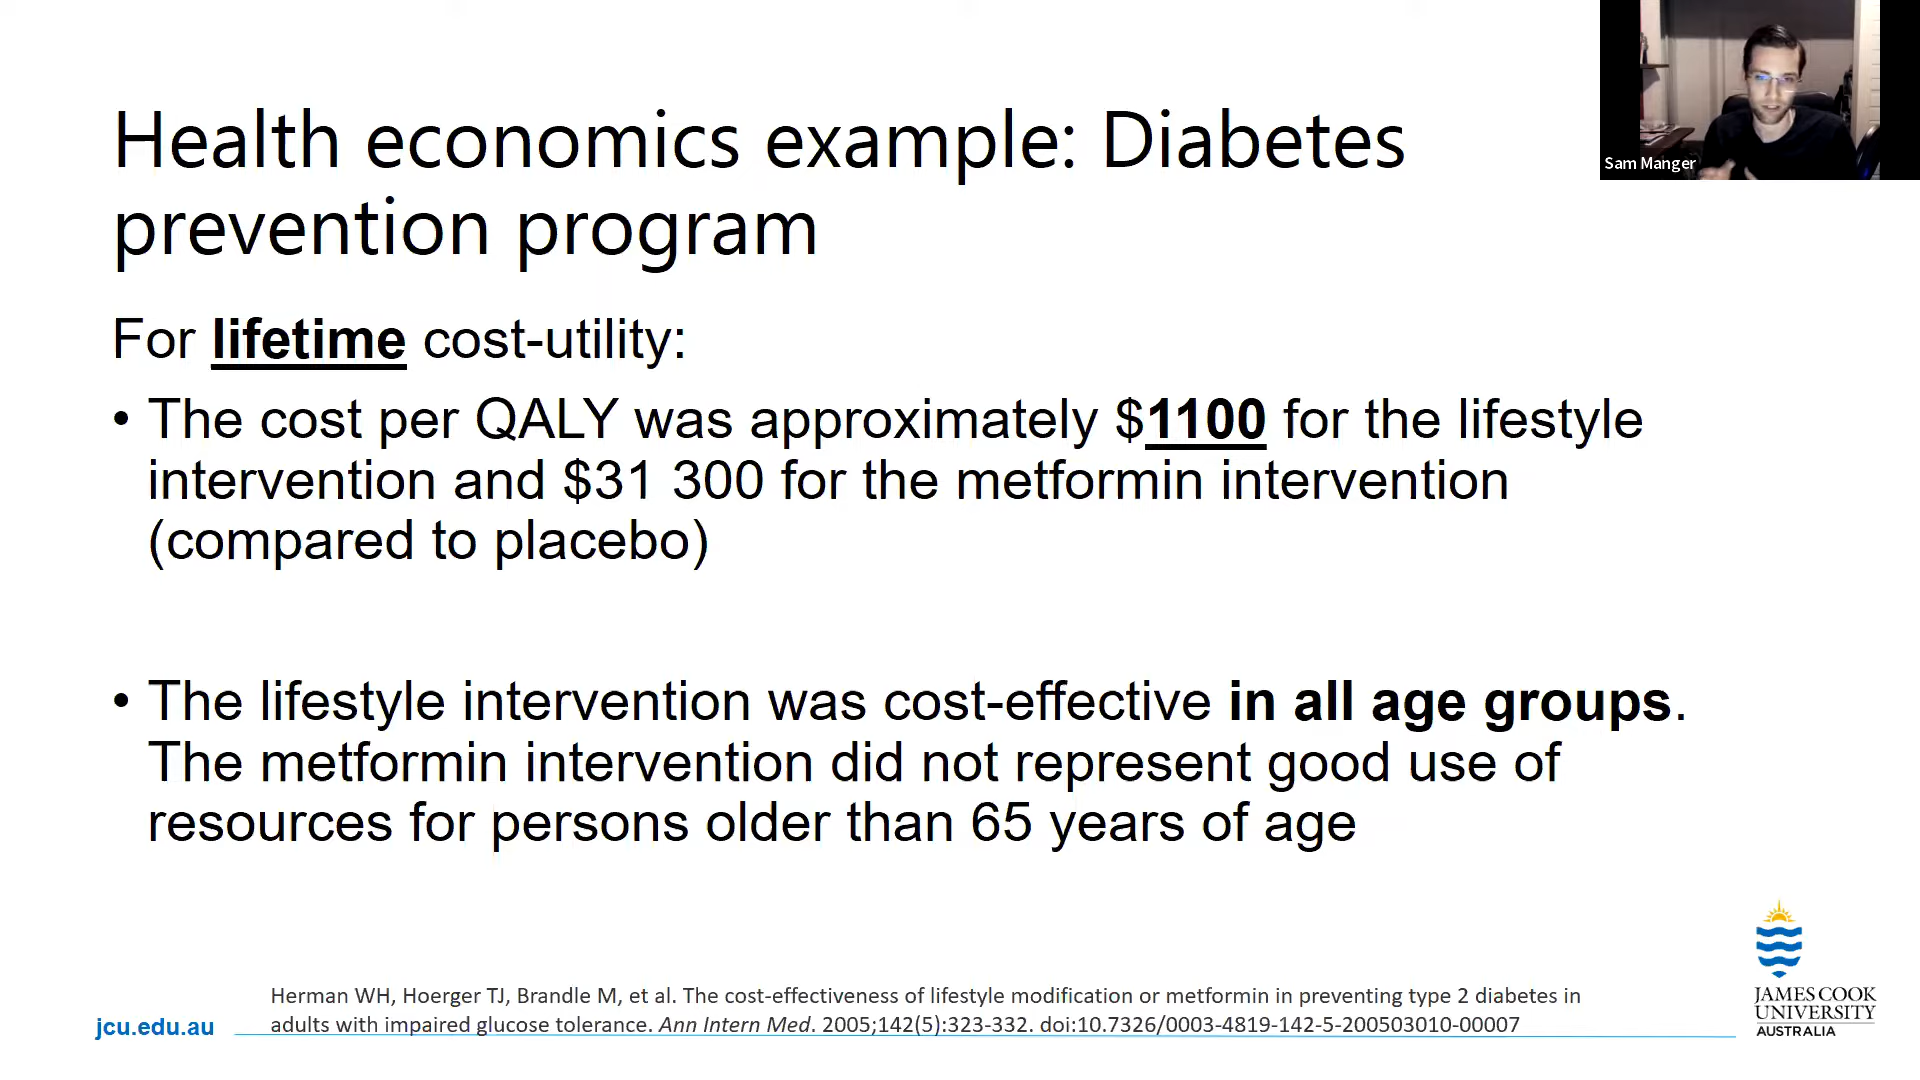 Sam Manger
Health economics example: Diabetes
prevention program
For lifetime cost-utility:
• The cost per QALY was approximately $1100 for the lifestyle
intervention and $31 300 for the metformin intervention
(compared to placebo)
• The lifestyle intervention was cost-effective in all age groups.
The metformin intervention did not represent good use of
resources for persons older than 65 years of age
Herman WH, Hoerger TJ, Brandle M, et al. The cost-effectiveness of lifestyle modification or metformin in preventing type 2 diabetes in
adults with impaired glucose tolerance. Ann Intern Med. 2005;142(5):323-332. doi:10.7326/0003-4819-142-5-200503010-00007
jcu.edu.au
JAMES COOK
UNIVERSITY
AUSTRALIA